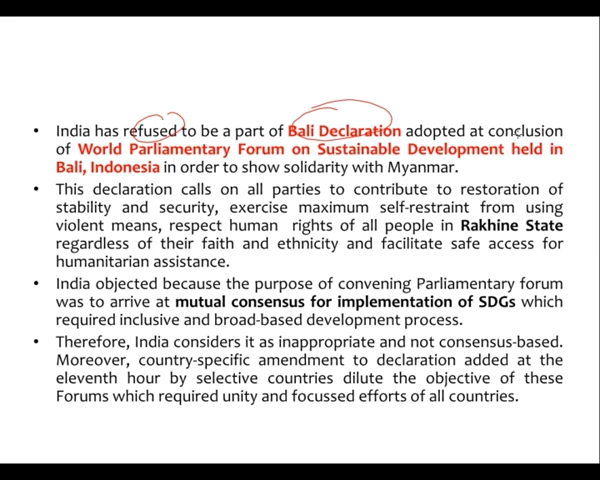 • India has refused to be a part of Bali Declaration adopted at conclusion
of World Parliamentary Forum on Sustainable Development held in
Bali, Indonesia in order to show solidarity with Myanmar.
• This declaration calls on all parties to contribute to restoration of
stability and security, exercise maximum self-restraint from using
violent means, respect human rights of all people in Rakhine State
regardless of their faith and ethnicity and facilitate safe access for
humanitarian assistance.
• India objected because the purpose of convening Parliamentary forum
was to arrive at mutual consensus for implementation of SDGs which
required inclusive and broad-based development process.
• Therefore, India considers it as inappropriate and not consensus-based.
Moreover, country-specific amendment to declaration added at the
eleventh hour by selective countries dilute the objective of these
Forums which required unity and focussed efforts of all countries.